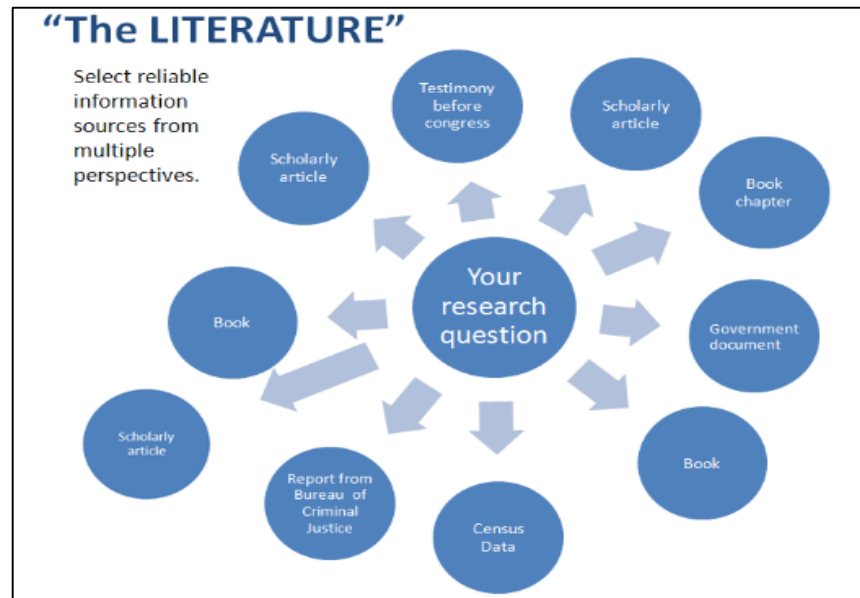 “The LITERATURE”
Select reliable
information
sources from
multiple
perspectives.
Testimony
before
congress
Scholarly
article
Scholarly
article
Book
chapter
Your
research
question
Book
Government
document
Scholarly
article
Book
Report from
Bureau of
Criminal
Justice
Census
Data